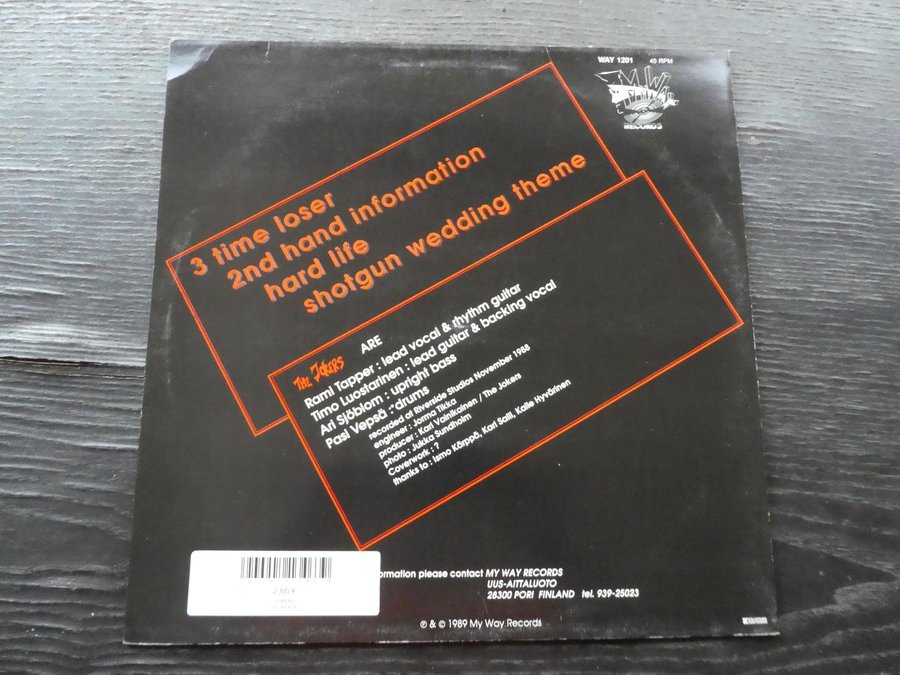 WAY 1201 45 RPM
MY WAY
RECORDS
3 time loser
2nd hand information
hard life
shotgun wedding theme
THE JOKERS ARE
Rami Tapper : lead vocal & rhythm guitar
Timo Luostarinen : lead guitar & backing vocal
Ari Sjöblom : upright bass
Pasi Vepsä : drums
recorded at Riverside Studios November 1988
engineer : Jorma Tikka
producer : Kari Vainikainen / The Jokers
photo : Jukka Sundholm
Coverwork : ?
thanks to : Ismo Kärppä, Kari Salli, Kalle Hyvärinen
ormation please contact MY WAY RECORDS
UUS-AITTALUOTO
28300 PORI FINLAND tel. 939-25023
℗ & © 1989 My Way Records